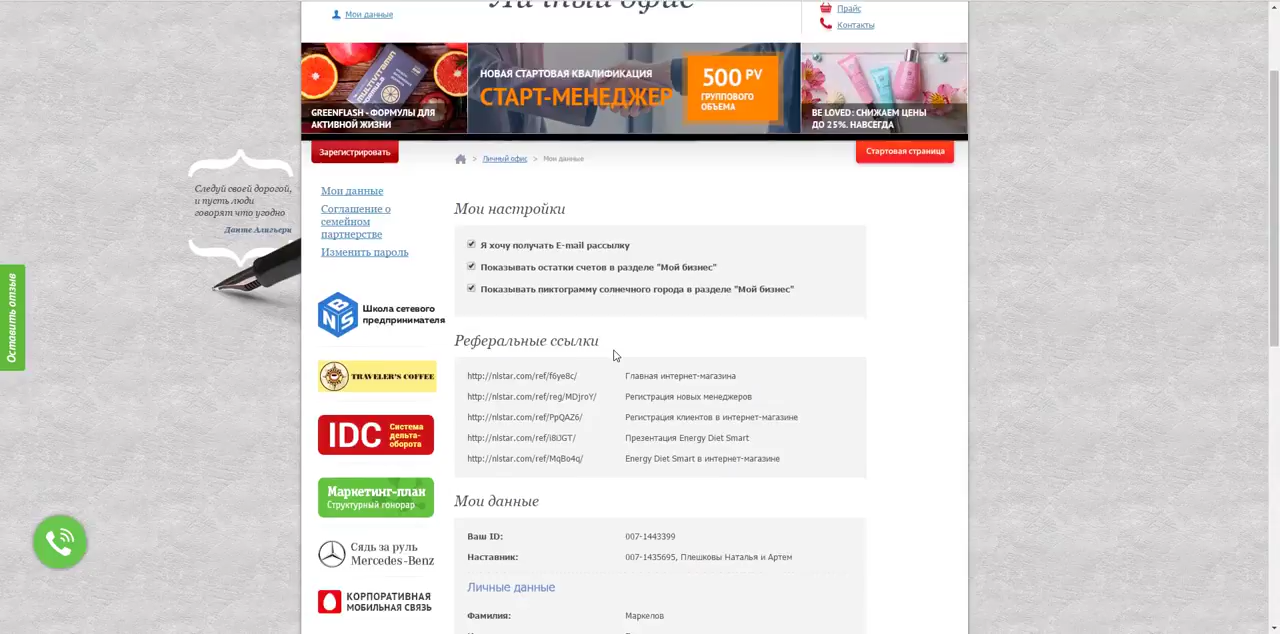 Личный офис
Мои данные
Прайс
Контакты
MULTIVITAMIN
GREENFLASH - ФОРМУЛЫ ДЛЯ
АКТИВНОЙ ЖИЗНИ
НОВАЯ СТАРТОВАЯ КВАЛИФИКАЦИЯ
СТАРТ-МЕНЕДЖЕР
500 PV
ГРУППОВОГО
ОБЪЕМА
BE LOVED: СНИЖАЕМ ЦЕНЫ
ДО 25%. НАВСЕГДА
Зарегистрировать
> Личный офис > Мои данные
Стартовая страница
Следуй своей дорогой,
и пусть люди
говорят что угодно
Данте Алигьери
Оставить отзыв
Мои данные
Соглашение о
семейном
партнерстве
Изменить пароль
BNS
Школа сетевого
предпринимателя
TRAVELER'S COFFEE
IDC Система
дельта-
оборота
Маркетинг-план
Структурный гонорар
Сядь за руль
Mercedes-Benz
КОРПОРАТИВНАЯ
МОБИЛЬНАЯ СВЯЗЬ
Мои настройки
Я хочу получать E-mail рассылку
Показывать остатки счетов в разделе "Мой бизнес"
Показывать пиктограмму солнечного города в разделе "Мой бизнес"
Реферальные ссылки
http://nlstar.com/ref/f6ye8c/ Главная интернет-магазина
http://nlstar.com/ref/reg/MDjroY/ Регистрация новых менеджеров
http://nlstar.com/ref/PpQAZ6/ Регистрация клиентов в интернет-магазине
http://nlstar.com/ref/i8iJGT/ Презентация Energy Diet Smart
http://nlstar.com/ref/MqBo4q/ Energy Diet Smart в интернет-магазине
Мои данные
Ваш ID: 007-1443399
Наставник: 007-1435695, Плешковы Наталья и Артем
Личные данные
Фамилия: Маркелов